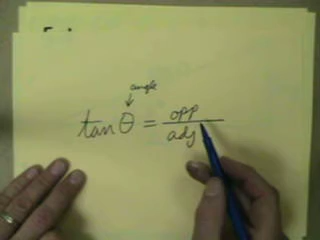 angle
tan θ = opp
adj